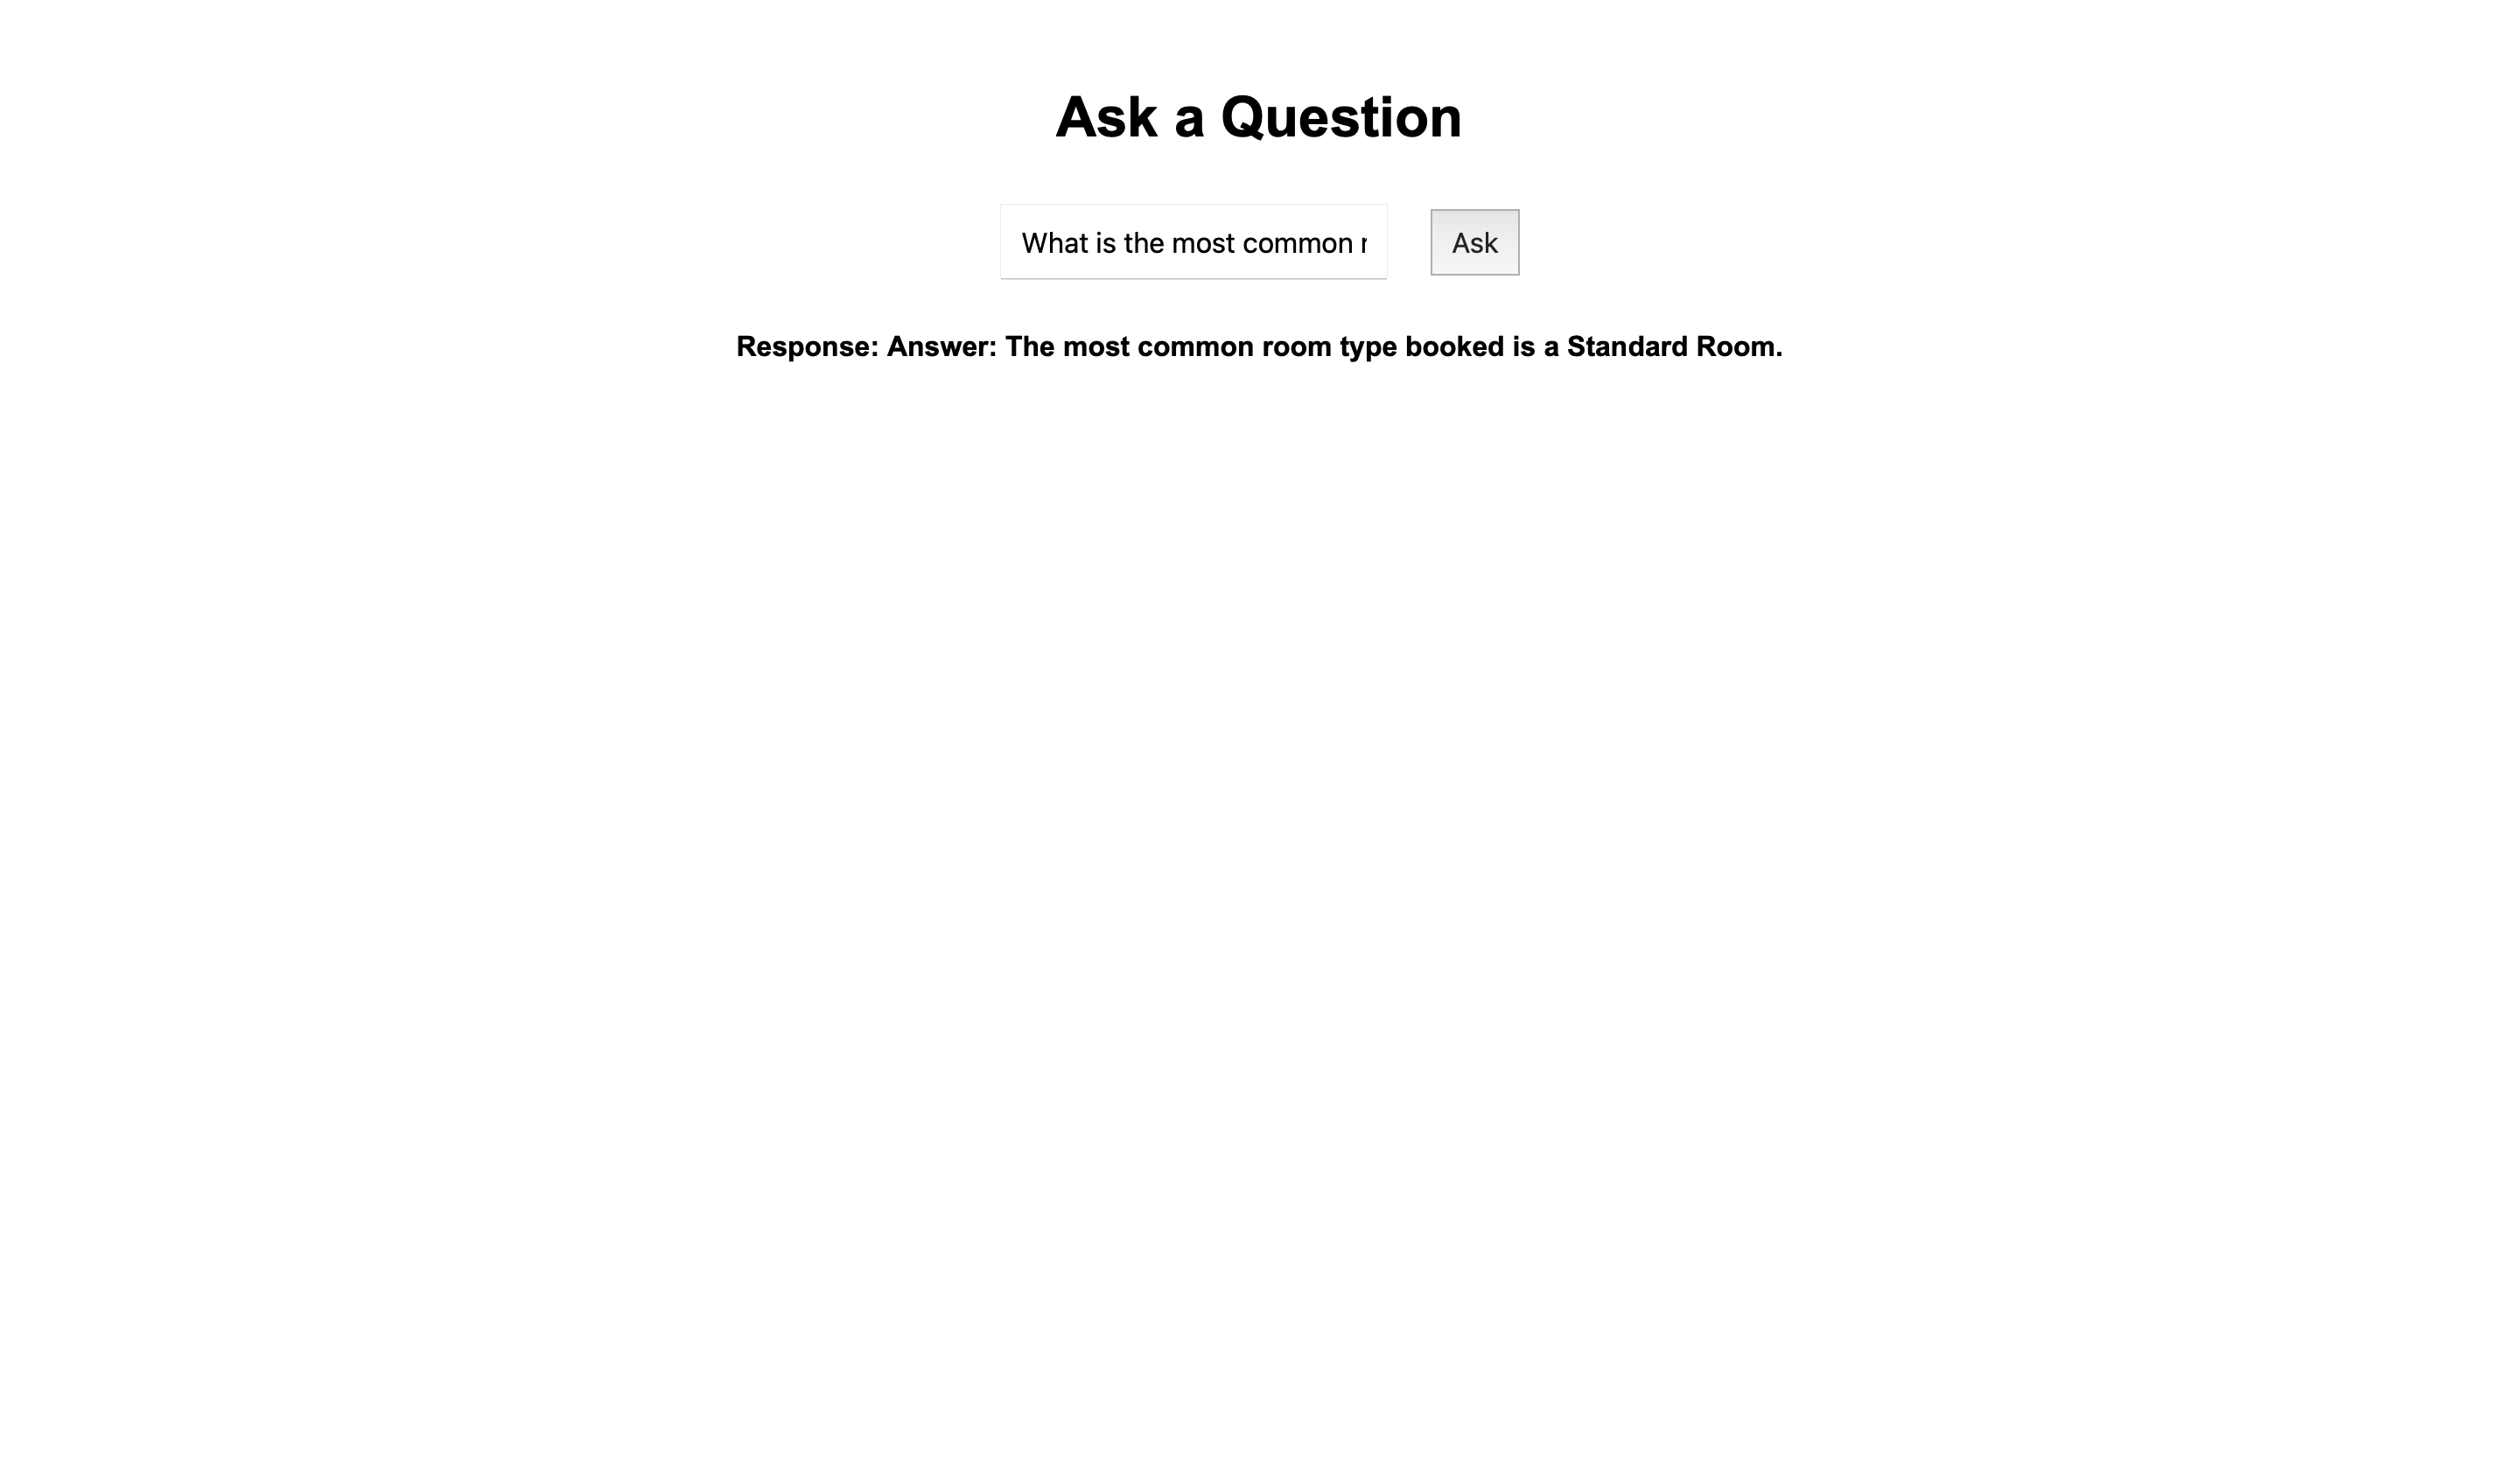 Ask a Question
What is the most common
Ask
Response: Answer: The most common room type booked is a Standard Room.